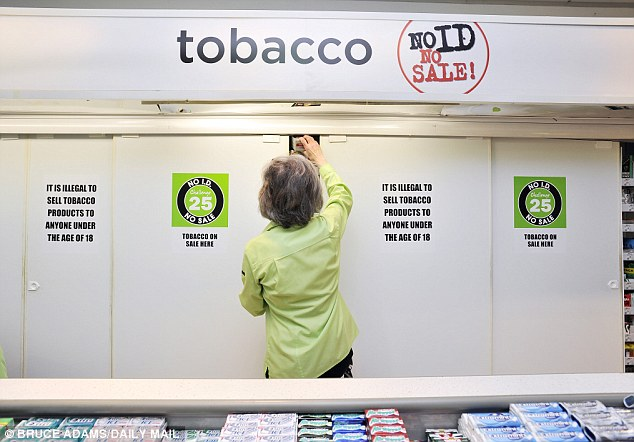 tobacco
NO ID
NO
SALE!
IT IS ILLEGAL TO
SELL TOBACCO
PRODUCTS TO
ANYONE UNDER
THE AGE OF 18
NO I.D.
Challenge
25
NO SALE
TOBACCO ON
SALE HERE
IT IS ILLEGAL TO
SELL TOBACCO
PRODUCTS TO
ANYONE UNDER
THE AGE OF 18
NO I.D.
Challenge
25
NO SALE
TOBACCO ON
SALE HERE
© BRUCE ADAMS/DAILY MAIL